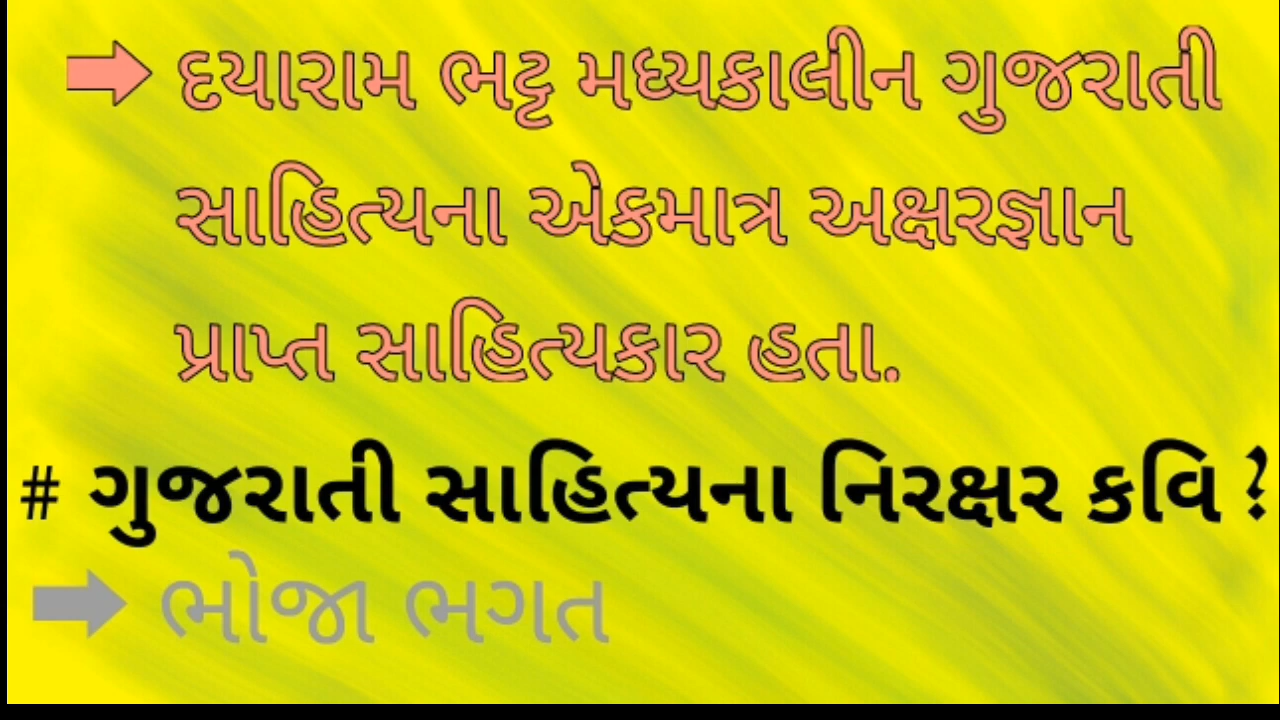 દયારામ ભટ્ટ મધ્યકાલીન ગુજરાતી
સાહિત્યના એકમાત્ર અક્ષરજ્ઞાન
પ્રાપ્ત સાહિત્યકાર હતા.
# ગુજરાતી સાહિત્યના નિરક્ષર કવિ ?
ભોજા ભગત